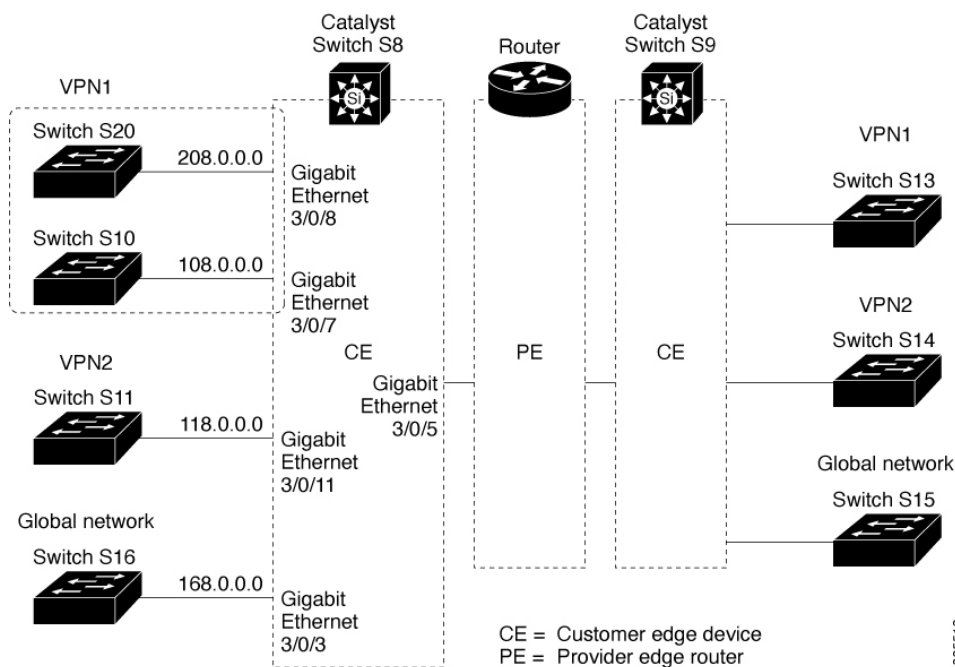 Catalyst
Switch S8
Router
Catalyst
Switch S9
VPN1
Switch S20
208.0.0.0
Gigabit
Ethernet
3/0/8
Switch S10
108.0.0.0
Gigabit
Ethernet
3/0/7
VPN2
Switch S11
118.0.0.0
Gigabit
Ethernet
3/0/11
Global network
Switch S16
168.0.0.0
Gigabit
Ethernet
3/0/3
Si
CE
Gigabit
Ethernet
3/0/5
PE
Si
CE
VPN1
Switch S13
VPN2
Switch S14
Global network
Switch S15
CE = Customer edge device
PE = Provider edge router